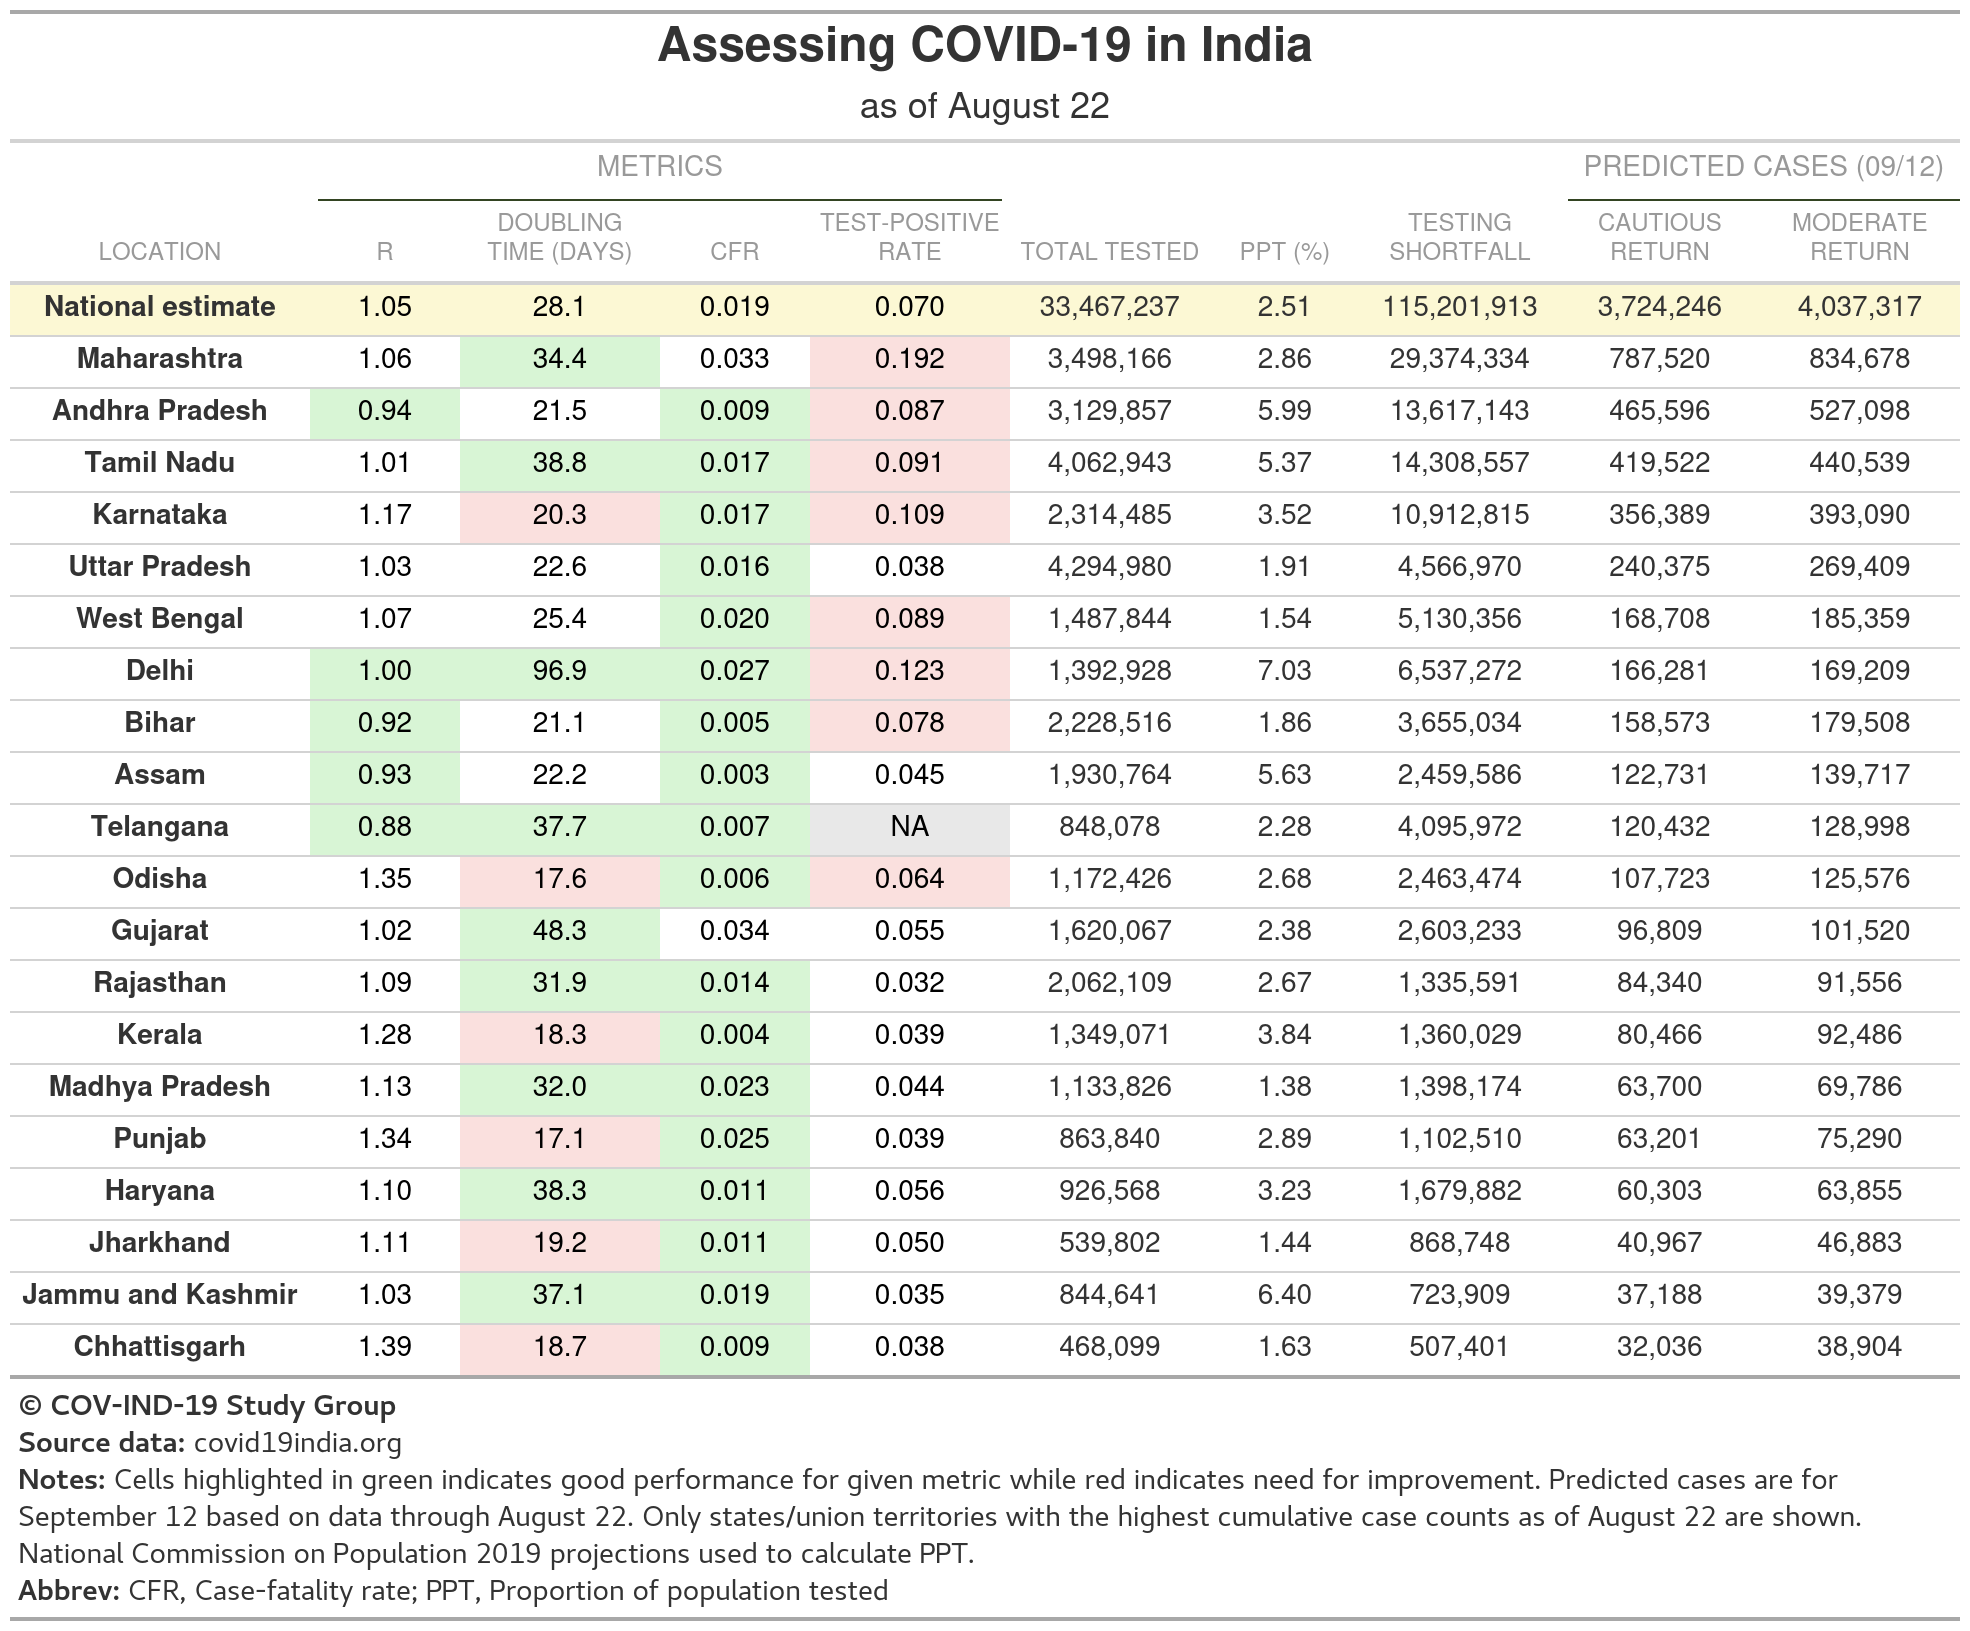 Assessing COVID-19 in India
as of August 22
METRICS PREDICTED CASES (09/12)
LOCATION R DOUBLING TIME (DAYS) CFR TEST-POSITIVE RATE TOTAL TESTED PPT (%) TESTING SHORTFALL CAUTIOUS RETURN MODERATE RETURN
National estimate 1.05 28.1 0.019 0.070 33,467,237 2.51 115,201,913 3,724,246 4,037,317
Maharashtra 1.06 34.4 0.033 0.192 3,498,166 2.86 29,374,334 787,520 834,678
Andhra Pradesh 0.94 21.5 0.009 0.087 3,129,857 5.99 13,617,143 465,596 527,098
Tamil Nadu 1.01 38.8 0.017 0.091 4,062,943 5.37 14,308,557 419,522 440,539
Karnataka 1.17 20.3 0.017 0.109 2,314,485 3.52 10,912,815 356,389 393,090
Uttar Pradesh 1.03 22.6 0.016 0.038 4,294,980 1.91 4,566,970 240,375 269,409
West Bengal 1.07 25.4 0.020 0.089 1,487,844 1.54 5,130,356 168,708 185,359
Delhi 1.00 96.9 0.027 0.123 1,392,928 7.03 6,537,272 166,281 169,209
Bihar 0.92 21.1 0.005 0.078 2,228,516 1.86 3,655,034 158,573 179,508
Assam 0.93 22.2 0.003 0.045 1,930,764 5.63 2,459,586 122,731 139,717
Telangana 0.88 37.7 0.007 NA 848,078 2.28 4,095,972 120,432 128,998
Odisha 1.35 17.6 0.006 0.064 1,172,426 2.68 2,463,474 107,723 125,576
Gujarat 1.02 48.3 0.034 0.055 1,620,067 2.38 2,603,233 96,809 101,520
Rajasthan 1.09 31.9 0.014 0.032 2,062,109 2.67 1,335,591 84,340 91,556
Kerala 1.28 18.3 0.004 0.039 1,349,071 3.84 1,360,029 80,466 92,486
Madhya Pradesh 1.13 32.0 0.023 0.044 1,133,826 1.38 1,398,174 63,700 69,786
Punjab 1.34 17.1 0.025 0.039 863,840 2.89 1,102,510 63,201 75,290
Haryana 1.10 38.3 0.011 0.056 926,568 3.23 1,679,882 60,303 63,855
Jharkhand 1.11 19.2 0.011 0.050 539,802 1.44 868,748 40,967 46,883
Jammu and Kashmir 1.03 37.1 0.019 0.035 844,641 6.40 723,909 37,188 39,379
Chhattisgarh 1.39 18.7 0.009 0.038 468,099 1.63 507,401 32,036 38,904
© COV-IND-19 Study Group
Source data: covid19india.org
Notes: Cells highlighted in green indicates good performance for given metric while red indicates need for improvement. Predicted cases are for
September 12 based on data through August 22. Only states/union territories with the highest cumulative case counts as of August 22 are shown.
National Commission on Population 2019 projections used to calculate PPT.
Abbrev: CFR, Case-fatality rate; PPT, Proportion of population tested